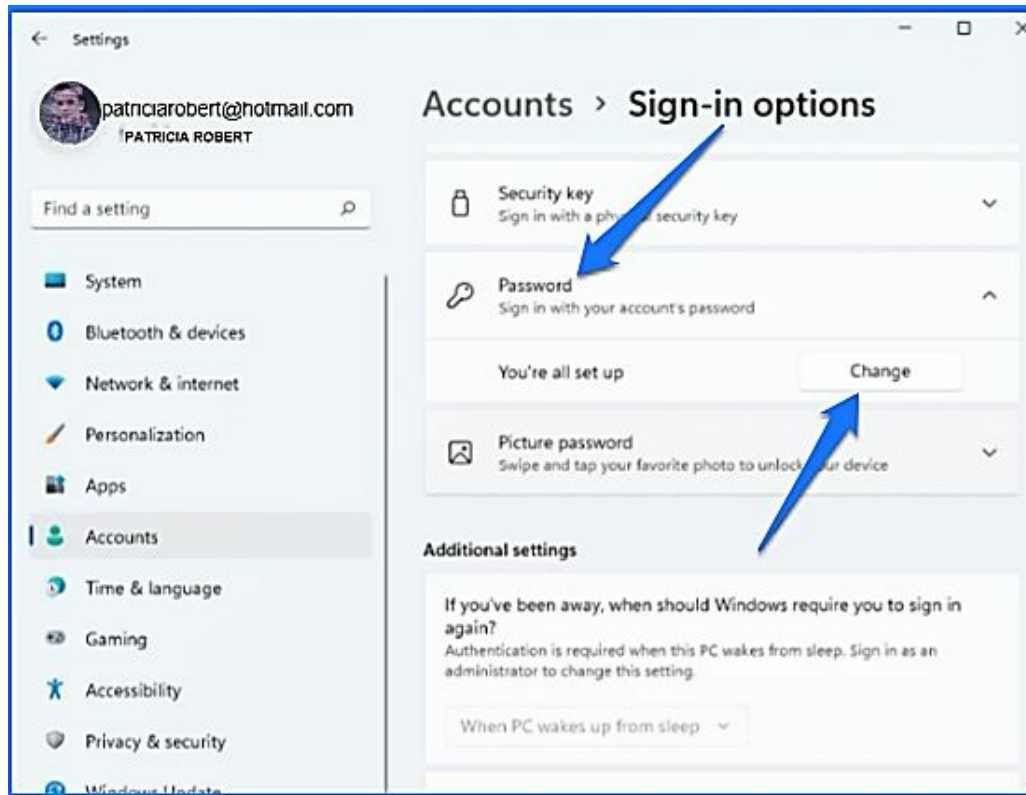 Settings
patriciarobert@hotmail.com
PATRICIA ROBERT
Find a setting
System
Bluetooth & devices
Network & internet
Personalization
Apps
Accounts
Time & language
Gaming
Accessibility
Privacy & security
Windows Update
Accounts > Sign-in options
Security key
Sign in with a physical security key
Password
Sign in with your account's password
You're all set up
Change
Picture password
Swipe and tap your favorite photo to unlock your device
Additional settings
If you've been away, when should Windows require you to sign in
again?
Authentication is required when this PC wakes from sleep. Sign in as an
administrator to change this setting.
When PC wakes up from sleep